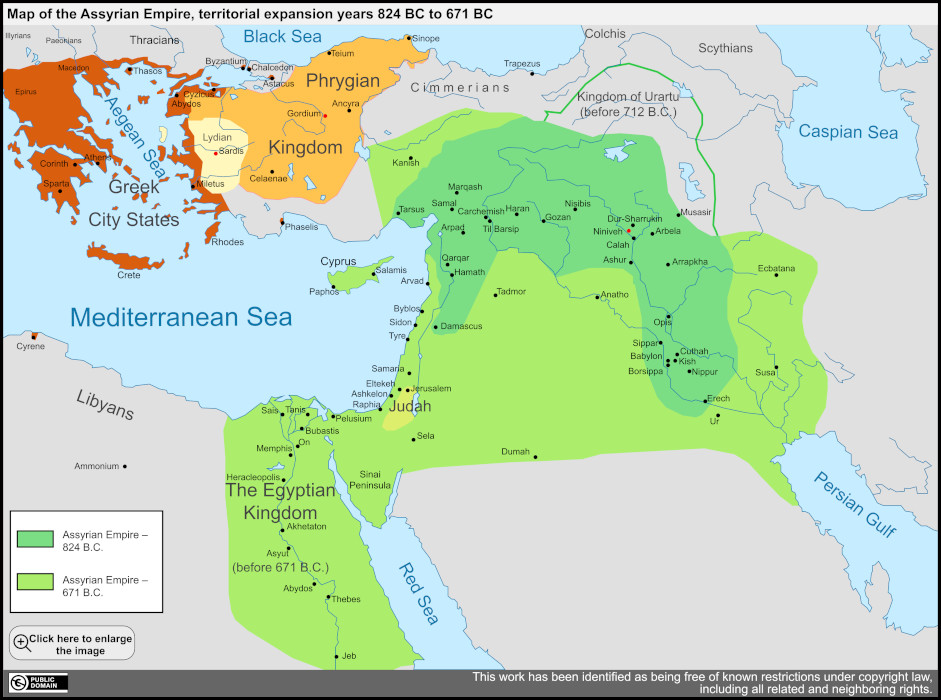 Map of the Assyrian Empire, territorial expansion years 824 BC to 671 BC
Illyrians
Paeonians
Thracians
Black Sea
Sinope
Colchis
Scythians
Teium
Byzantium
Chalcedon
Astacus
Trapezus
Macedon
Thasos
Epirus
Cyzicus
Abydos
Phrygian
Kingdom
Ancyra
Gordium
Cimmerians
Kingdom of Urartu
(before 712 B.C.)
Caspian Sea
Aegean Sea
Lydian
Sardis
Celaenae
Miletus
Corinth
Athens
Sparta
Greek
City States
Rhodes
Crete
Phaselis
Kanish
Tarsus
Marqash
Samal
Carchemish
Haran
Nisibis
Gozan
Arpad
Til Barsip
Dur-Sharrukin
Musasir
Niniveh
Arbela
Calah
Ashur
Arrapkha
Ecbatana
Qarqar
Hamath
Cyprus
Salamis
Paphos
Arvad
Tadmor
Anatho
Mediterranean Sea
Byblos
Sidon
Tyre
Damascus
Opis
Sippar
Cuthah
Babylon
Kish
Borsippa
Nippur
Susa
Erech
Ur
Cyrene
Libyans
Samaria
Eltekeh
Jerusalem
Ashkelon
Raphia
Judah
Sais
Tanis
Pelusium
Bubastis
On
Memphis
Sela
Dumah
Ammonium
Heracleopolis
Sinai
Peninsula
The Egyptian
Kingdom
Akhetaton
Asyut
(before 671 B.C.)
Abydos
Thebes
Jeb
Red Sea
Persian Gulf
Assyrian Empire –
824 B.C.
Assyrian Empire –
671 B.C.
Click here to enlarge
the image
PUBLIC
DOMAIN
This work has been identified as being free of known restrictions under copyright law,
including all related and neighboring rights.